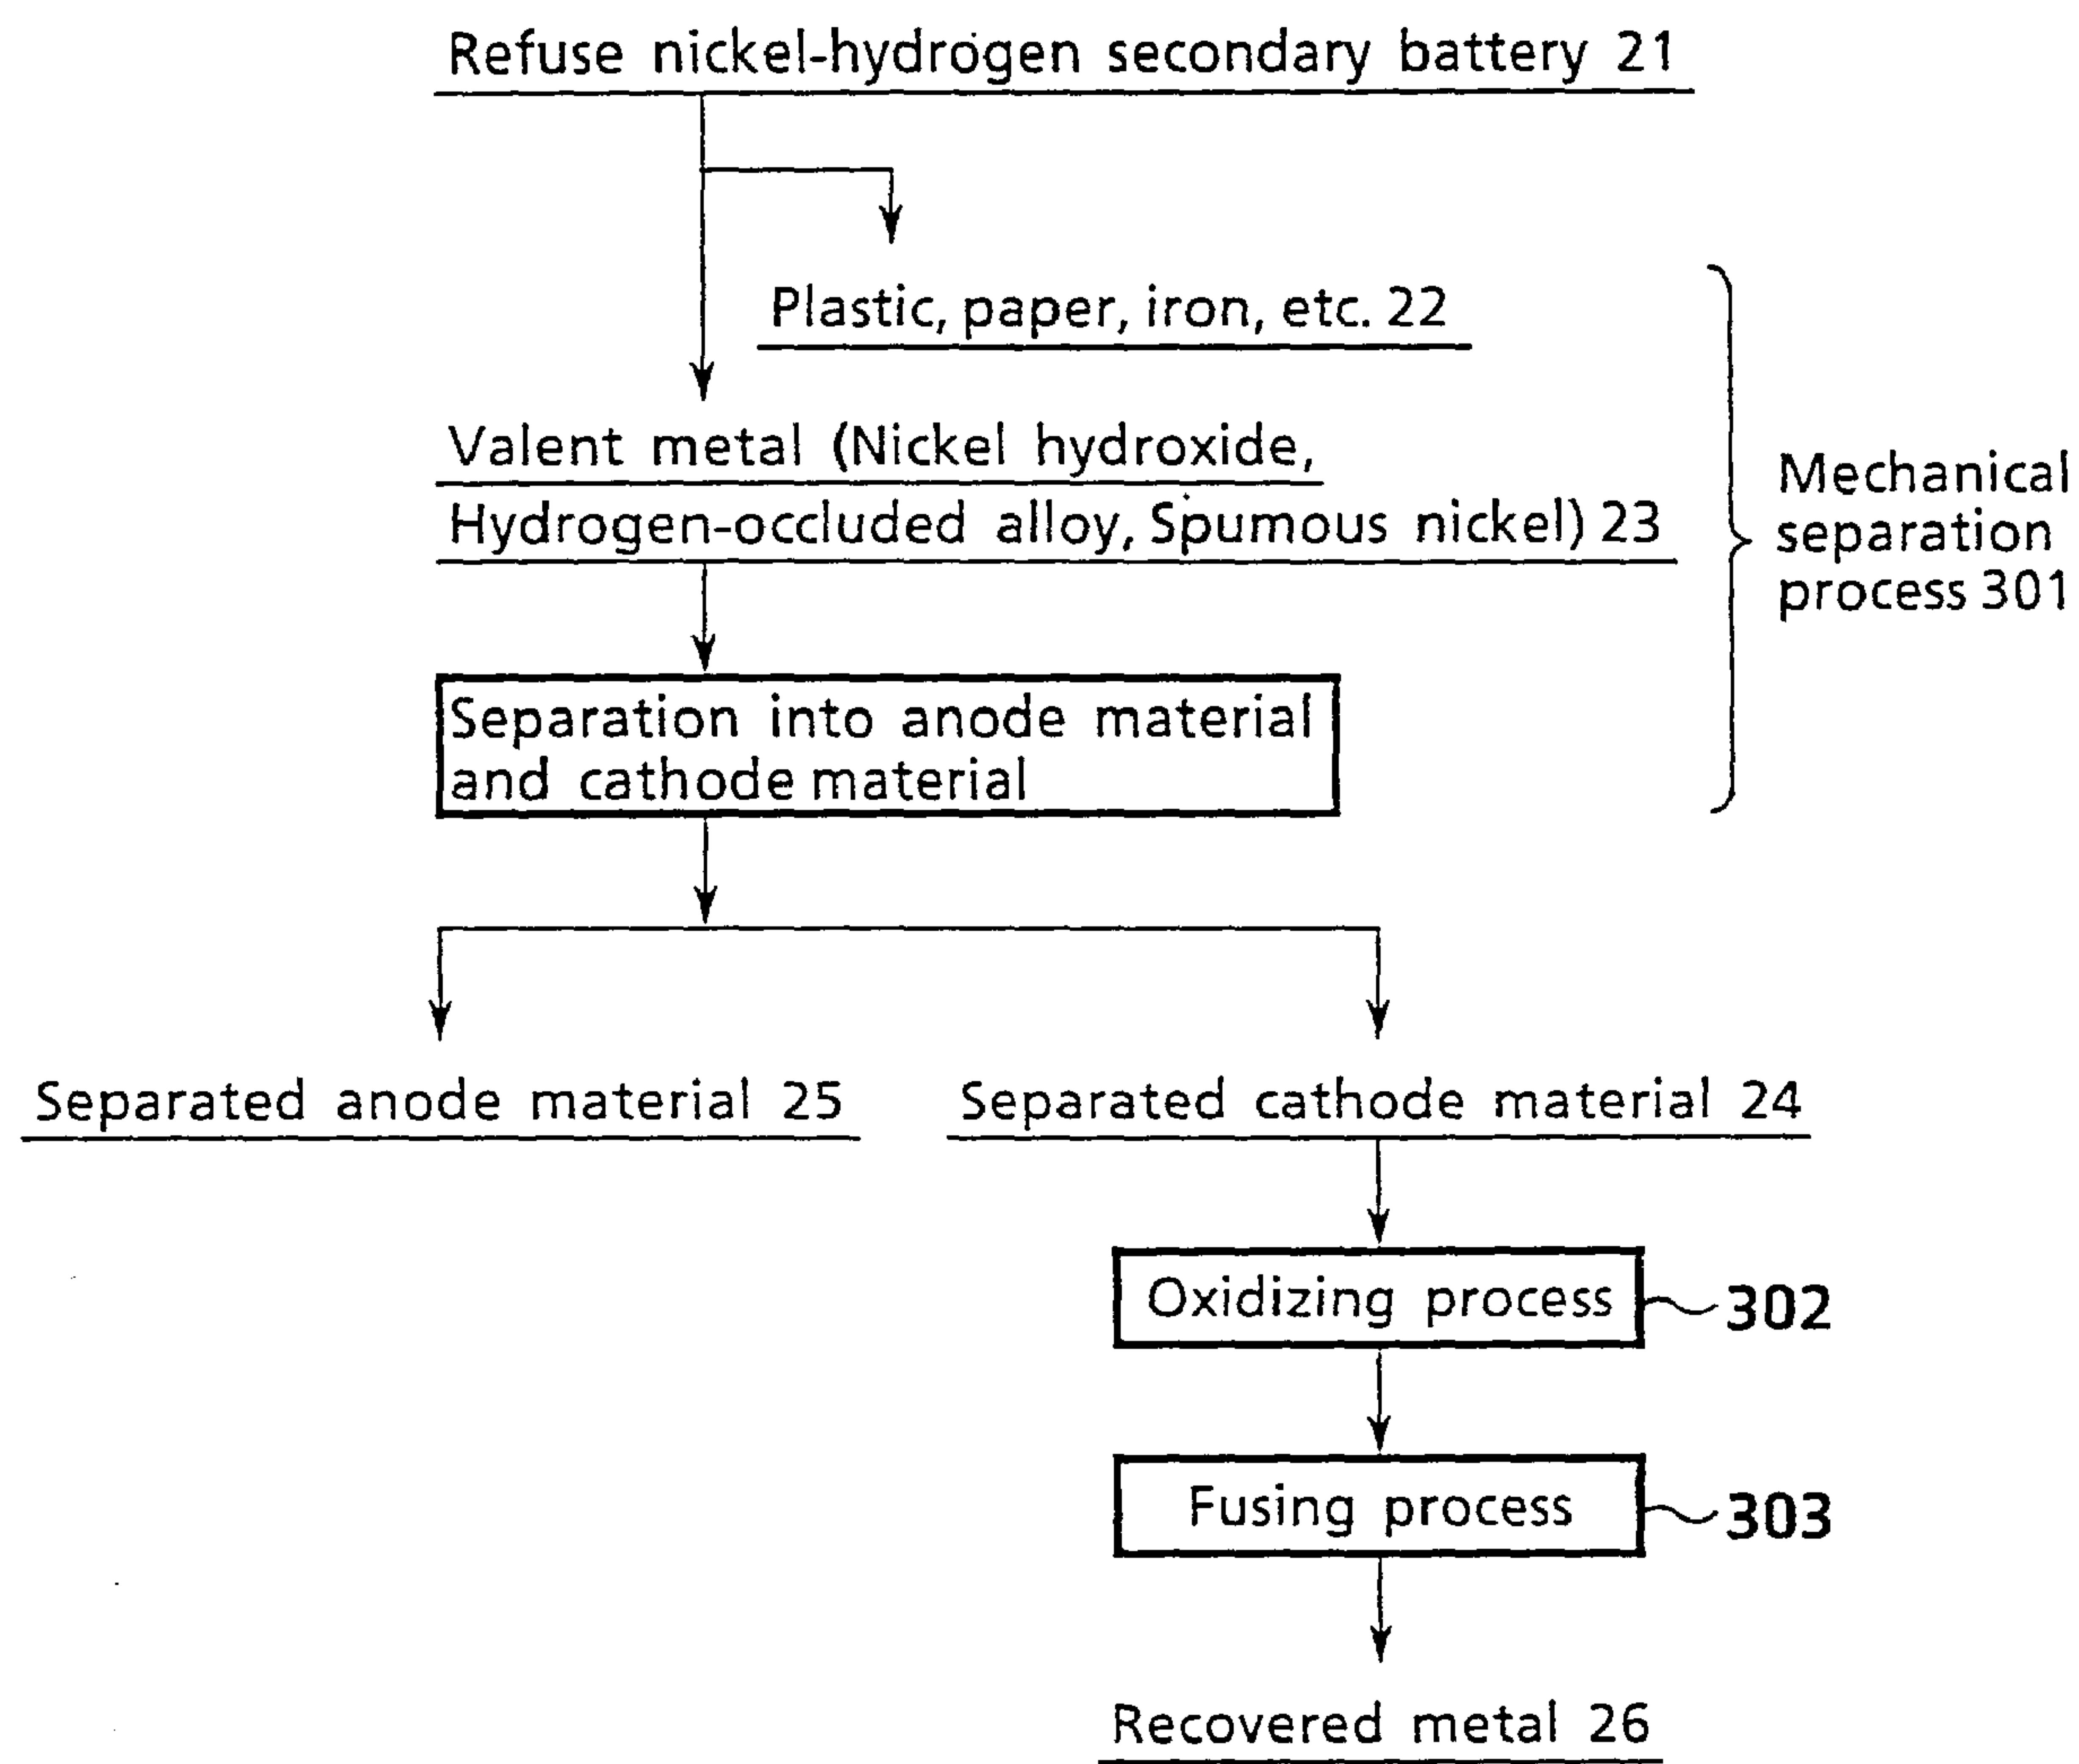 Refuse nickel-hydrogen secondary battery 21
Plastic, paper, iron, etc. 22
Valent metal (Nickel hydroxide,
Hydrogen-occluded alloy, Spumous nickel) 23
Mechanical
separation
process 301
Separation into anode material
and cathode material
Separated anode material 25
Separated cathode material 24
Oxidizing process
302
Fusing process
303
Recovered metal 26